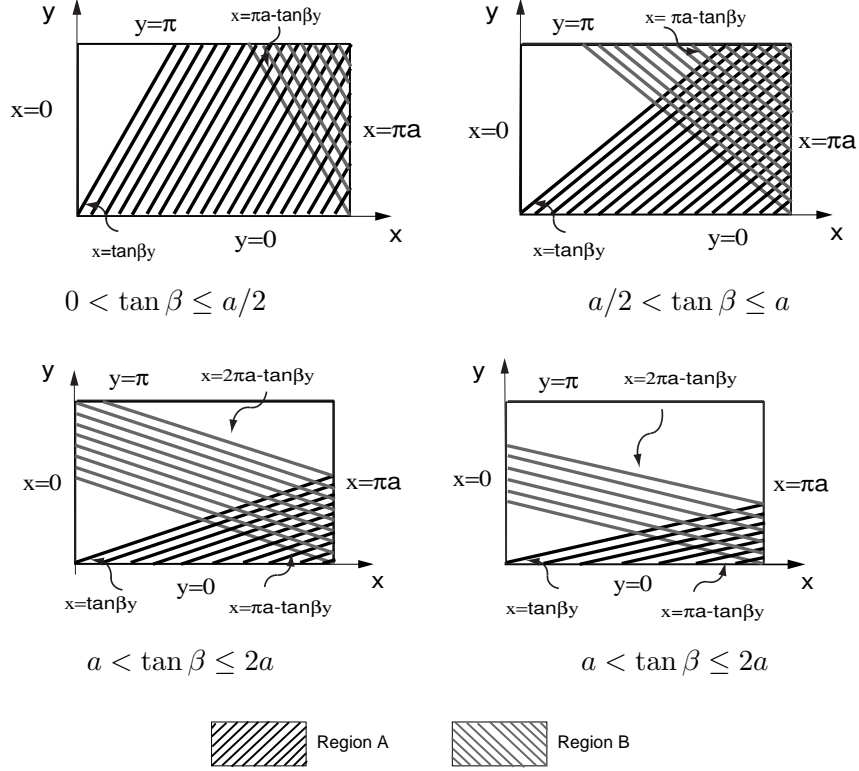 y
y=π
x=πa-tanβy
x=0
x=πa
x=tanβy
y=0
x
0 < tan β ≤ a/2
y
y=π
x= πa-tanβy
x=0
x=πa
x=tanβy
y=0
x
a/2 < tan β ≤ a
y
y=π
x=2πa-tanβy
x=0
x=πa
x=tanβy
y=0
x=πa-tanβy
x
a < tan β ≤ 2a
y
y=π
x=2πa-tanβy
x=0
x=πa
x=tanβy
y=0
x=πa-tanβy
x
a < tan β ≤ 2a
Region A
Region B